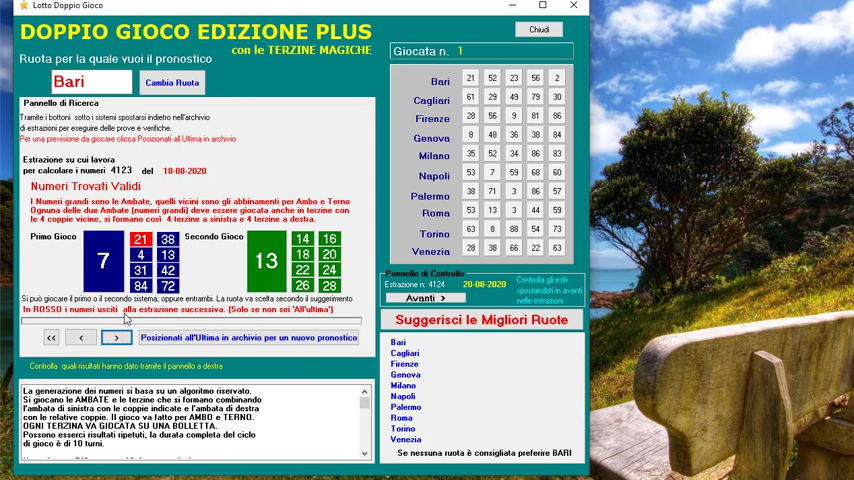 Lotto Doppio Gioco
DOPPIO GIOCO EDIZIONE PLUS
con le TERZINE MAGICHE
Ruota per la quale vuoi il pronostico
Bari
Cambia Ruota
Pannello di Ricerca
Tramite i bottoni sotto i sistemi spostarsi indietro nell'archivio
di estrazioni per eseguire delle prove e verifiche.
Per una previsione da giocare clicca Posizionati all'Ultima in archivio
Estrazione su cui lavora
per calcolare i numeri 4123 del 18-08-2020
Numeri Trovati Validi
I Numeri grandi sono le Ambate, quelli vicini sono gli abbinamenti per Ambo e Terno
Ognuna delle due Ambate (numeri grandi) deve essere giocata anche in terzine con
le 4 coppie vicine, si formano così 4 terzine a sinistra e 4 terzine a destra.
Primo Gioco
7
21 38
4 13
31 42
84 72
Secondo Gioco
13
14 16
18 20
22 24
26 28
Si può giocare il primo o il secondo sistema, oppure entrambi. La ruota va scelta secondo il suggerimento
In ROSSO i numeri usciti alla estrazione successiva. (Solo se non sei 'All'ultima')
<< < > Posizionati all'Ultima in archivio per un nuovo pronostico
Controlla quali risultati hanno dato tramite il pannello a destra
La generazione dei numeri si basa su un algoritmo riservato.
Si giocano le AMBATE e le terzine che si formano combinando
l'ambata di sinistra con le coppie indicate e l'ambata di destra
con le relative coppie. Il gioco va fatto per AMBO e TERNO.
OGNI TERZINA VA GIOCATA SU UNA BOLLETTA.
Possono esserci risultati ripetuti, la durata completa del ciclo
di gioco è di 10 turni.
Chiudi
Giocata n. 1
Bari 21 52 23 56 2
Cagliari 61 29 49 79 30
Firenze 28 56 9 81 86
Genova 8 48 36 38 84
Milano 35 52 34 86 83
Napoli 53 7 59 68 60
Palermo 38 71 3 86 57
Roma 53 13 3 44 59
Torino 63 8 88 54 73
Venezia 28 38 66 22 63
Pannello di Controllo
Estrazione n. 4124 20-08-2020
Avanti >
Controlla gli esiti
spostandoti in avanti
nelle estrazioni
Suggerisci le Migliori Ruote
Bari
Cagliari
Firenze
Genova
Milano
Napoli
Palermo
Roma
Torino
Venezia
Se nessuna ruota è consigliata preferire BARI